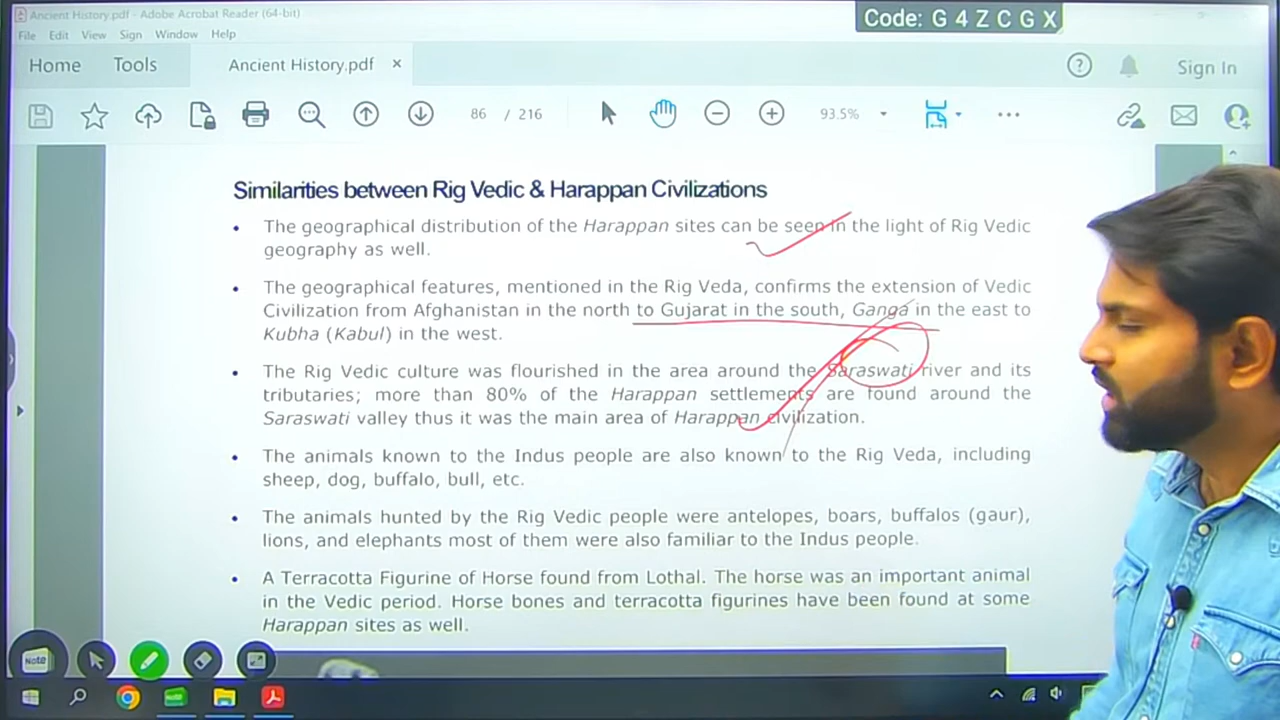 Ancient History.pdf - Adobe Acrobat Reader (64-bit)
Code: G 4 Z C G X
File Edit View Sign Window Help
Home Tools Ancient History.pdf × Sign In
86 / 216 93.5%
Similarities between Rig Vedic & Harappan Civilizations
• The geographical distribution of the Harappan sites can be seen in the light of Rig Vedic
geography as well.
• The geographical features, mentioned in the Rig Veda, confirms the extension of Vedic
Civilization from Afghanistan in the north to Gujarat in the south, Ganga in the east to
Kubha (Kabul) in the west.
• The Rig Vedic culture was flourished in the area around the Saraswati river and its
tributaries; more than 80% of the Harappan settlements are found around the
Saraswati valley thus it was the main area of Harappan civilization.
• The animals known to the Indus people are also known to the Rig Veda, including
sheep, dog, buffalo, bull, etc.
• The animals hunted by the Rig Vedic people were antelopes, boars, buffalos (gaur),
lions, and elephants most of them were also familiar to the Indus people.
• A Terracotta Figurine of Horse found from Lothal. The horse was an important animal
in the Vedic period. Horse bones and terracotta figurines have been found at some
Harappan sites as well.
Note